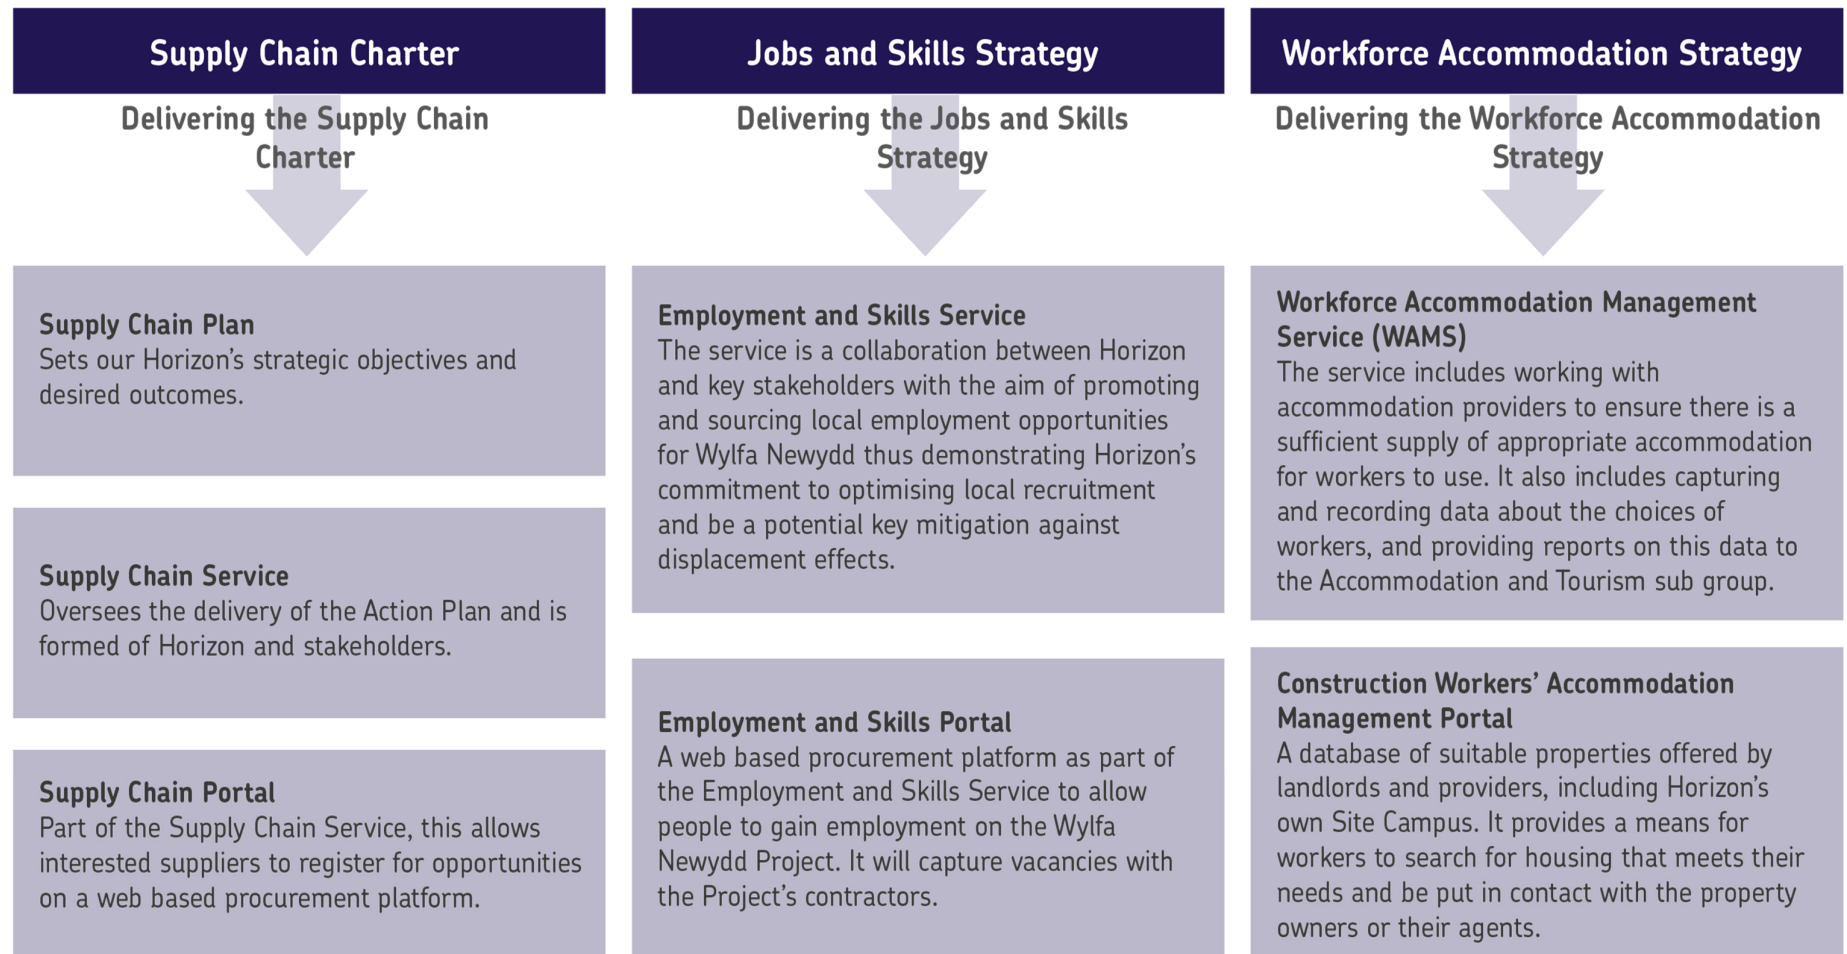 Supply Chain Charter
Delivering the Supply Chain
Charter
Supply Chain Plan
Sets our Horizon's strategic objectives and
desired outcomes.
Supply Chain Service
Oversees the delivery of the Action Plan and is
formed of Horizon and stakeholders.
Supply Chain Portal
Part of the Supply Chain Service, this allows
interested suppliers to register for opportunities
on a web based procurement platform.
Jobs and Skills Strategy
Delivering the Jobs and Skills
Strategy
Employment and Skills Service
The service is a collaboration between Horizon
and key stakeholders with the aim of promoting
and sourcing local employment opportunities
for Wylfa Newydd thus demonstrating Horizon's
commitment to optimising local recruitment
and be a potential key mitigation against
displacement effects.
Employment and Skills Portal
A web based procurement platform as part of
the Employment and Skills Service to allow
people to gain employment on the Wylfa
Newydd Project. It will capture vacancies with
the Project's contractors.
Workforce Accommodation Strategy
Delivering the Workforce Accommodation
Strategy
Workforce Accommodation Management
Service (WAMS)
The service includes working with
accommodation providers to ensure there is a
sufficient supply of appropriate accommodation
for workers to use. It also includes capturing
and recording data about the choices of
workers, and providing reports on this data to
the Accommodation and Tourism sub group.
Construction Workers' Accommodation
Management Portal
A database of suitable properties offered by
landlords and providers, including Horizon's
own Site Campus. It provides a means for
workers to search for housing that meets their
needs and be put in contact with the property
owners or their agents.